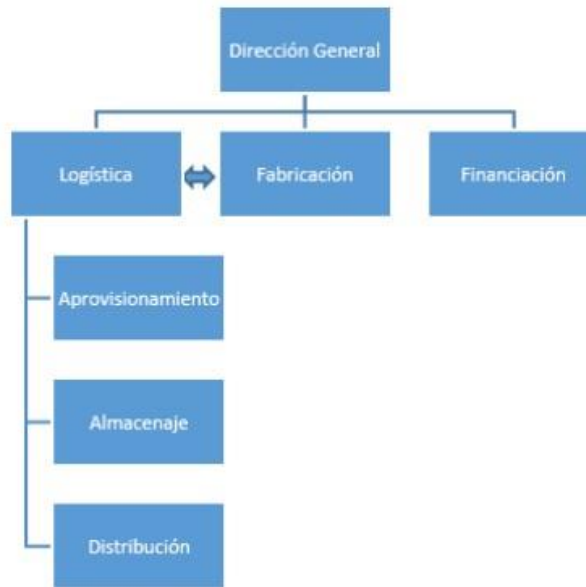 Dirección General
Logística
Fabricación
Financiación
Aprovisionamiento
Almacenaje
Distribución